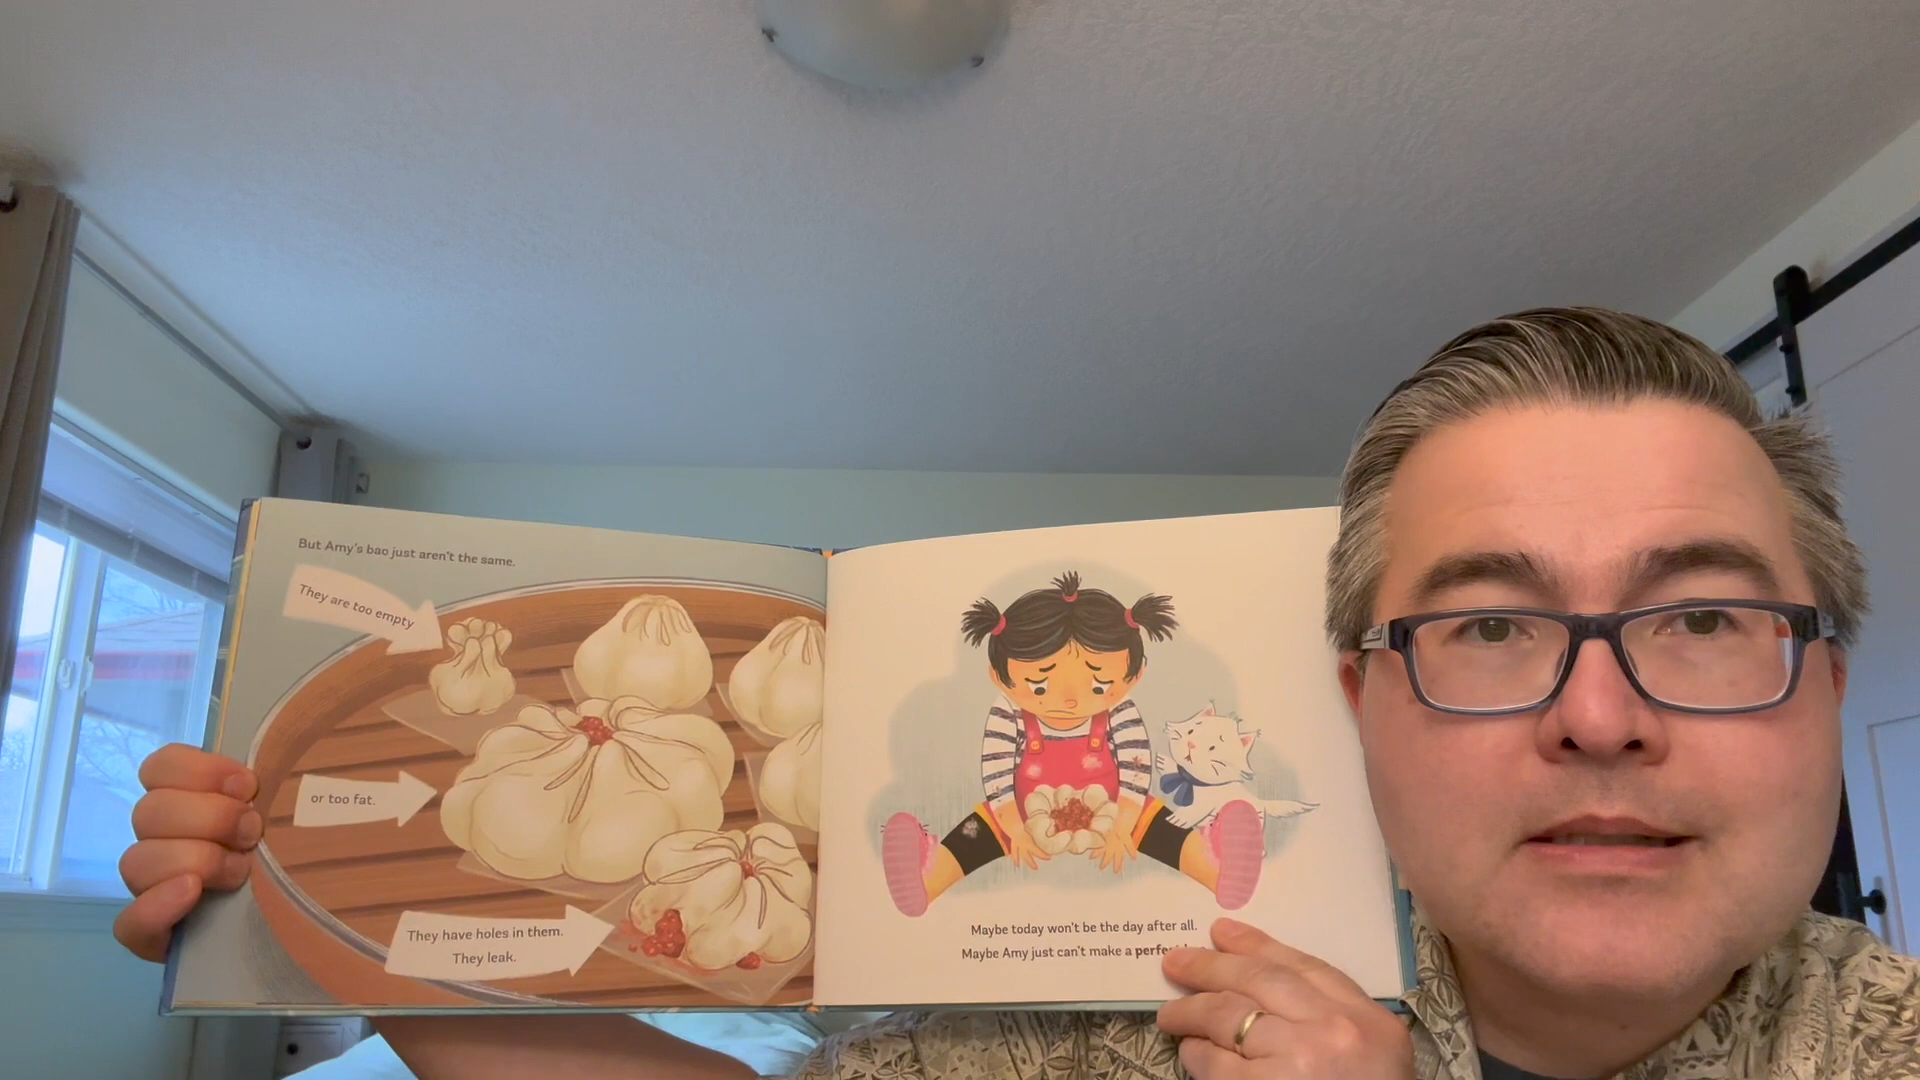 But Amy's bao just aren't the same.
They are too empty
or too fat.
They have holes in them.
They leak.
Maybe today won't be the day after all.
Maybe Amy just can't make a